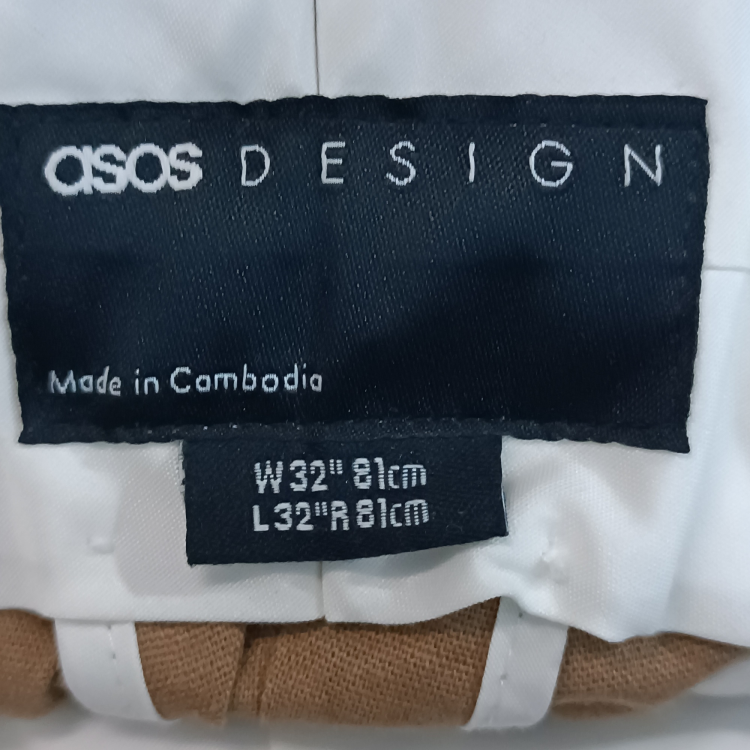 asos DESIGN
Made in Cambodia
W32" 81cm
L32"R81cm